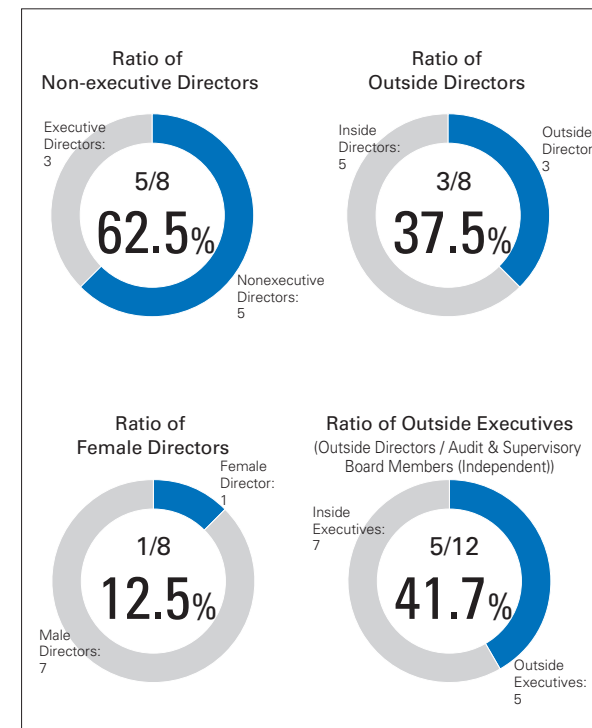 Ratio of
Non-executive Directors
Executive
Directors:
3
5/8
62.5%
Nonexecutive
Directors:
5
Ratio of
Outside Directors
Inside
Directors:
5
Outside
Director
3
3/8
37.5%
Ratio of
Female Directors
Female
Director:
1
1/8
12.5%
Male
Directors:
7
Ratio of Outside Executives
(Outside Directors / Audit & Supervisory
Board Members (Independent))
Inside
Executives:
7
5/12
41.7%
Outside
Executives:
5